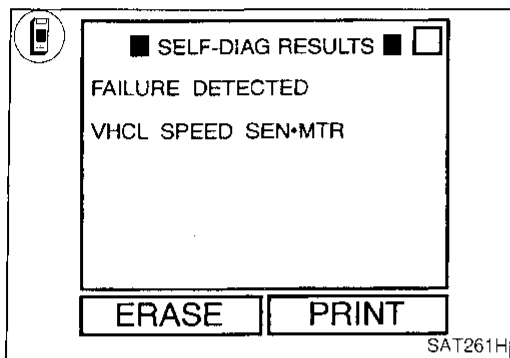 ■ SELF-DIAG RESULTS ■
FAILURE DETECTED
VHCL SPEED SEN•MTR
ERASE
PRINT
SAT261H